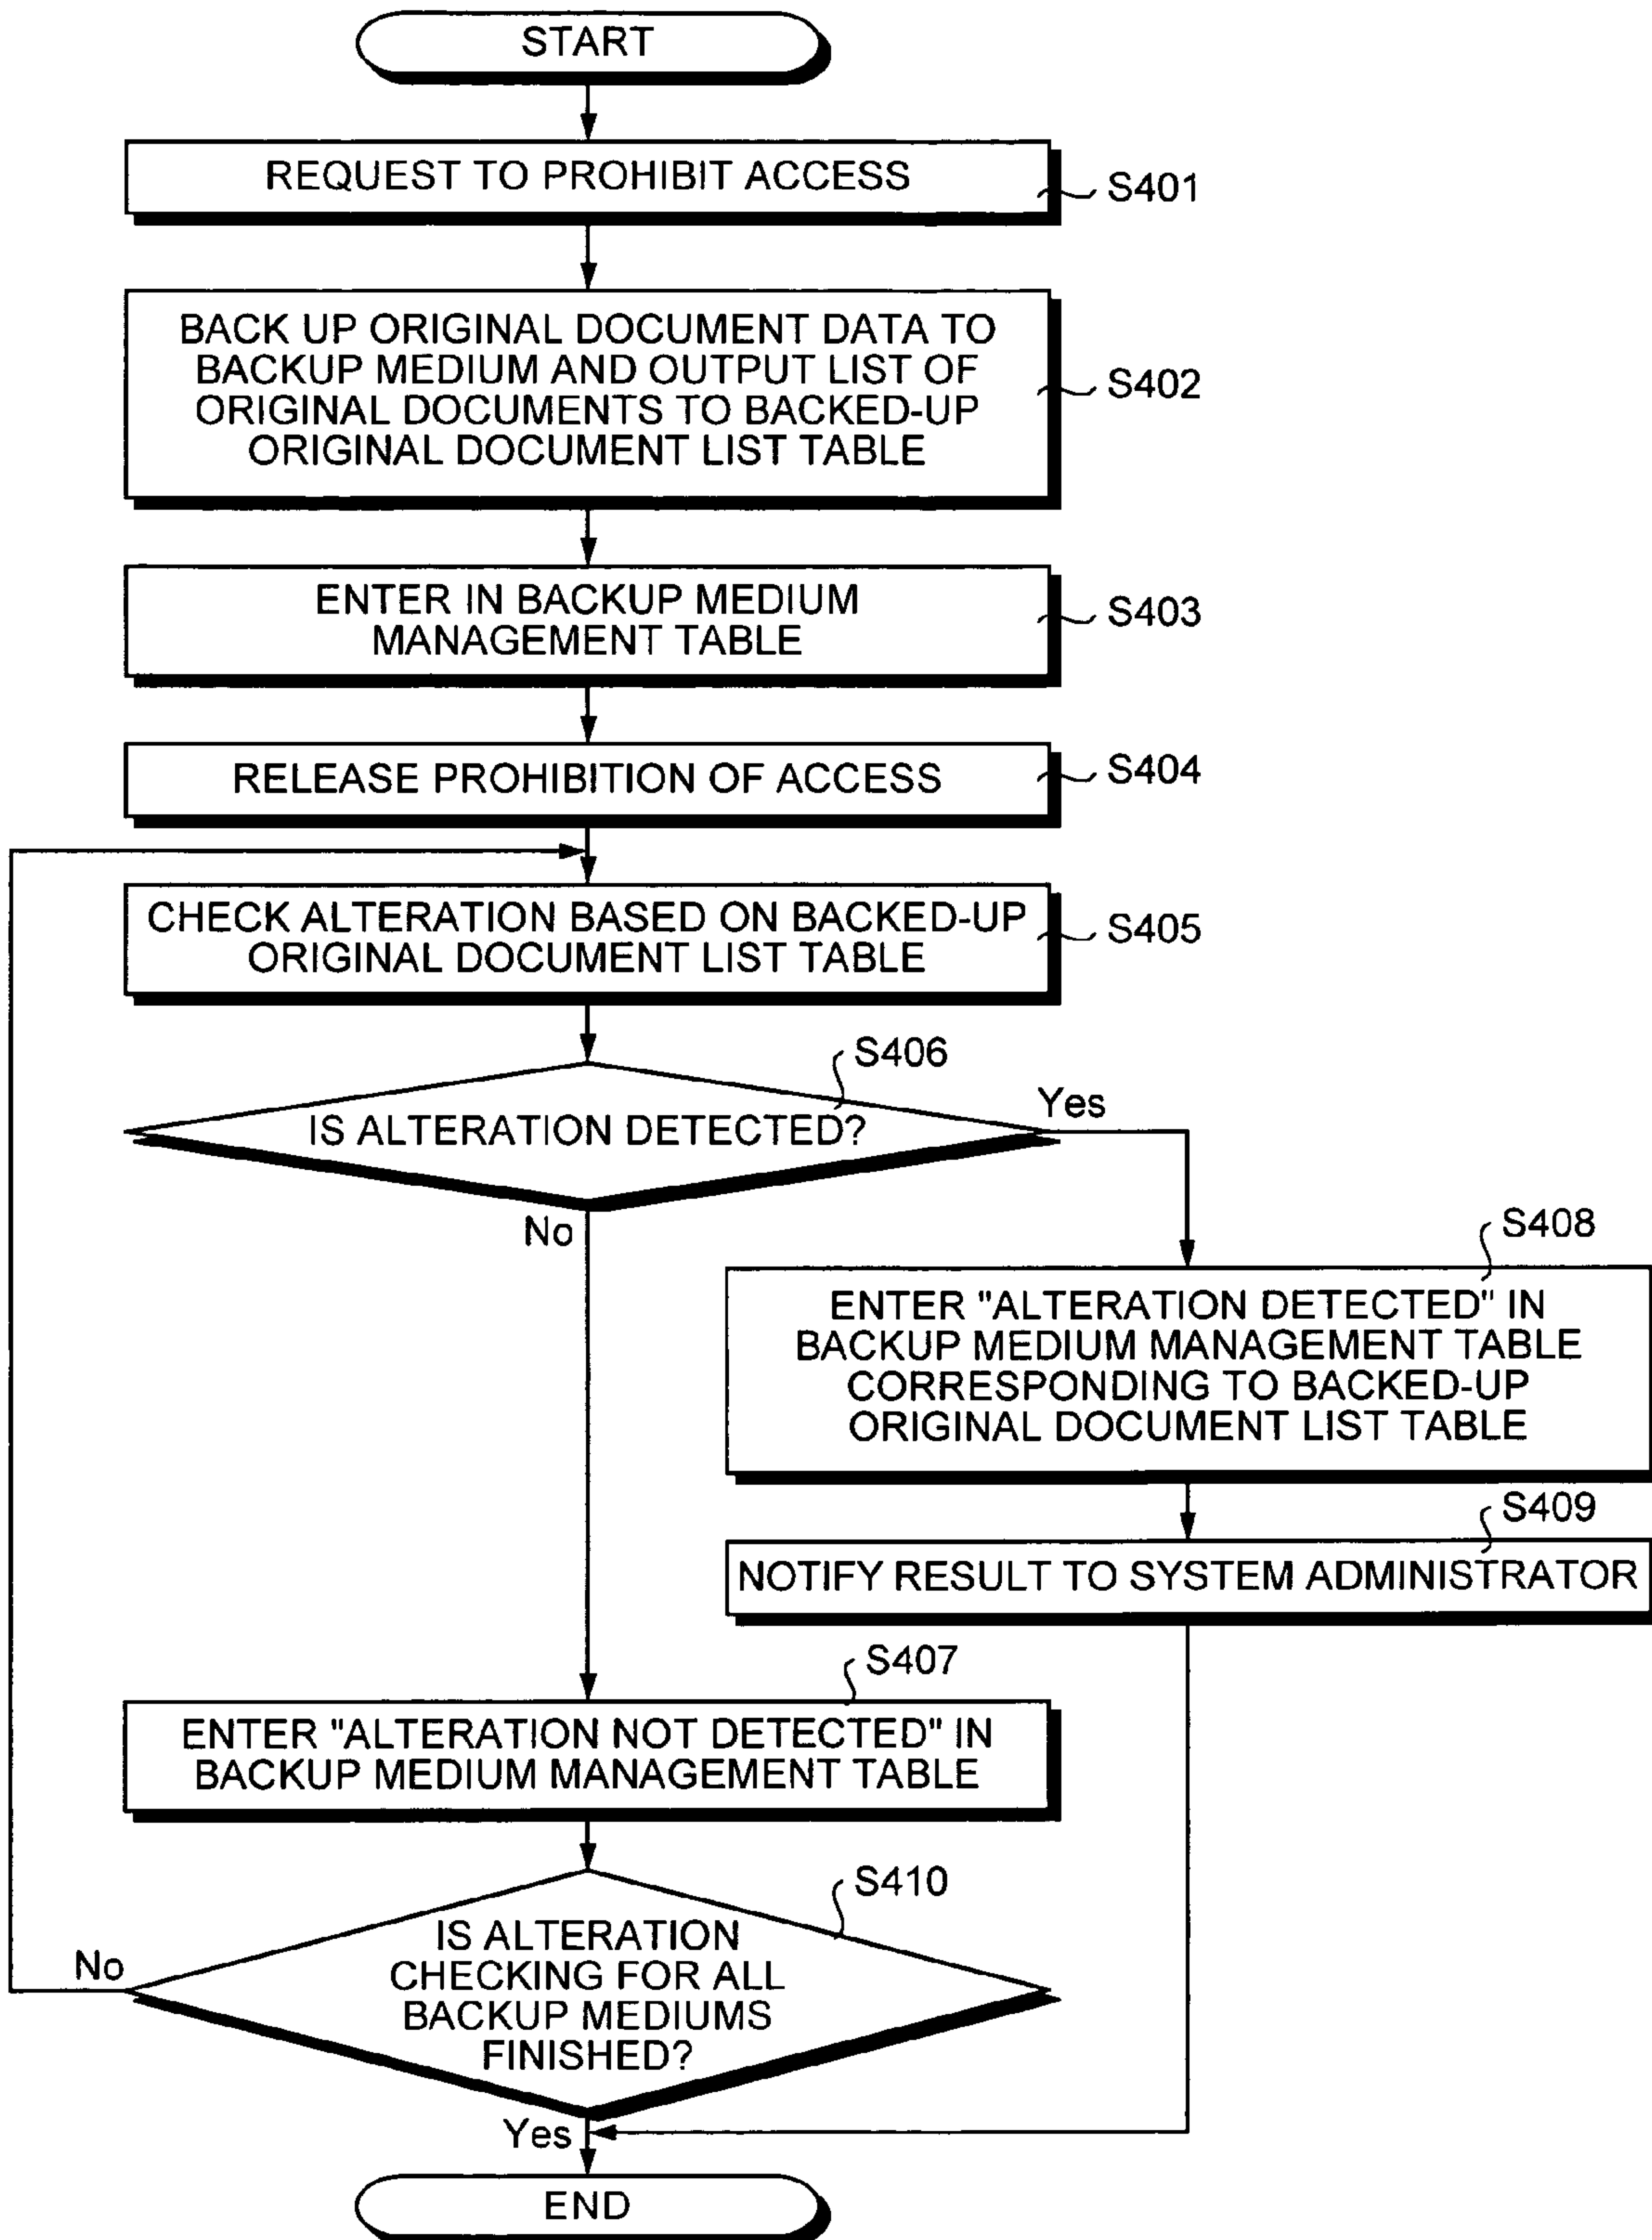 START
REQUEST TO PROHIBIT ACCESS
S401
BACK UP ORIGINAL DOCUMENT DATA TO
BACKUP MEDIUM AND OUTPUT LIST OF
ORIGINAL DOCUMENTS TO BACKED-UP
ORIGINAL DOCUMENT LIST TABLE
S402
ENTER IN BACKUP MEDIUM
MANAGEMENT TABLE
S403
RELEASE PROHIBITION OF ACCESS
S404
CHECK ALTERATION BASED ON BACKED-UP
ORIGINAL DOCUMENT LIST TABLE
S405
S406
IS ALTERATION DETECTED?
Yes
No
S408
ENTER "ALTERATION DETECTED" IN
BACKUP MEDIUM MANAGEMENT TABLE
CORRESPONDING TO BACKED-UP
ORIGINAL DOCUMENT LIST TABLE
S409
NOTIFY RESULT TO SYSTEM ADMINISTRATOR
S407
ENTER "ALTERATION NOT DETECTED" IN
BACKUP MEDIUM MANAGEMENT TABLE
S410
IS ALTERATION
CHECKING FOR ALL
BACKUP MEDIUMS
FINISHED?
No
Yes
END